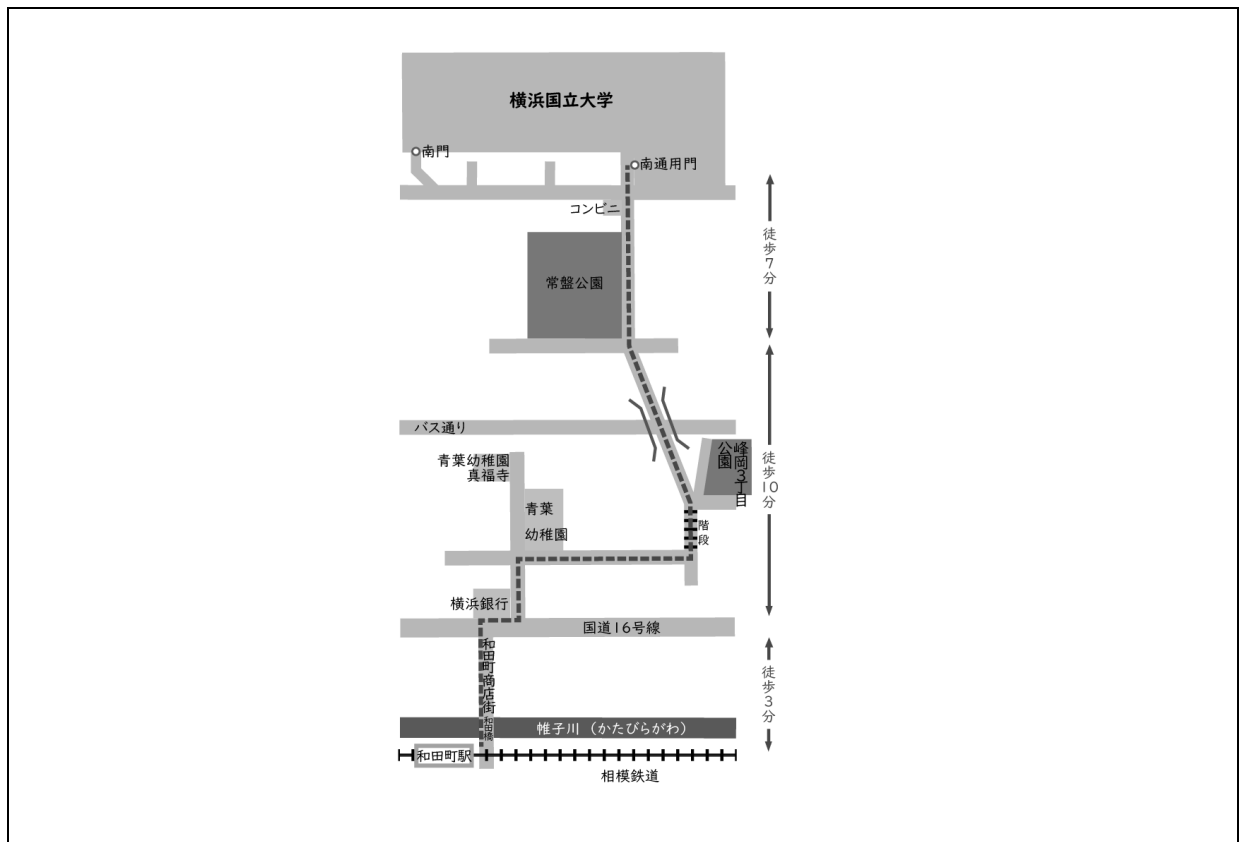 横浜国立大学
南門
南通用門
コンビニ
徒歩7分
常盤公園
バス通り
青葉幼稚園
真福寺
峰岡3丁目
公園
徒歩10分
青葉
幼稚園
階段
横浜銀行
国道16号線
和田町商店街
徒歩3分
和田橋
帷子川（かたびらがわ）
和田町駅
相模鉄道